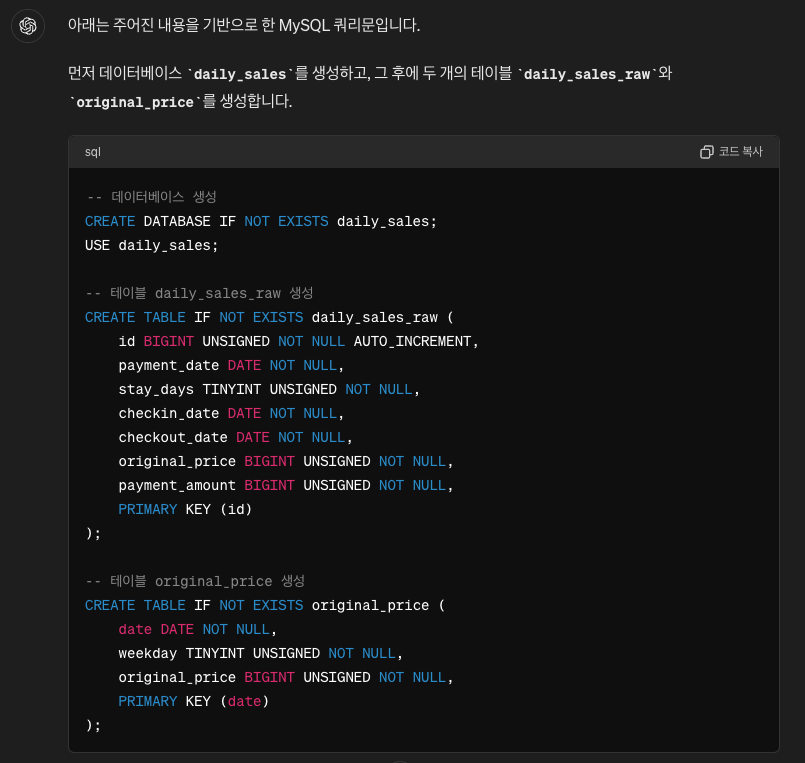 아래는 주어진 내용을 기반으로 한 MySQL 쿼리문입니다.
먼저 데이터베이스 `daily_sales`를 생성하고, 그 후에 두 개의 테이블 `daily_sales_raw`와
`original_price`를 생성합니다.
sql
코드 복사
-- 데이터베이스 생성
CREATE DATABASE IF NOT EXISTS daily_sales;
USE daily_sales;
-- 테이블 daily_sales_raw 생성
CREATE TABLE IF NOT EXISTS daily_sales_raw (
    id BIGINT UNSIGNED NOT NULL AUTO_INCREMENT,
    payment_date DATE NOT NULL,
    stay_days TINYINT UNSIGNED NOT NULL,
    checkin_date DATE NOT NULL,
    checkout_date DATE NOT NULL,
    original_price BIGINT UNSIGNED NOT NULL,
    payment_amount BIGINT UNSIGNED NOT NULL,
    PRIMARY KEY (id)
);
-- 테이블 original_price 생성
CREATE TABLE IF NOT EXISTS original_price (
    date DATE NOT NULL,
    weekday TINYINT UNSIGNED NOT NULL,
    original_price BIGINT UNSIGNED NOT NULL,
    PRIMARY KEY (date)
);